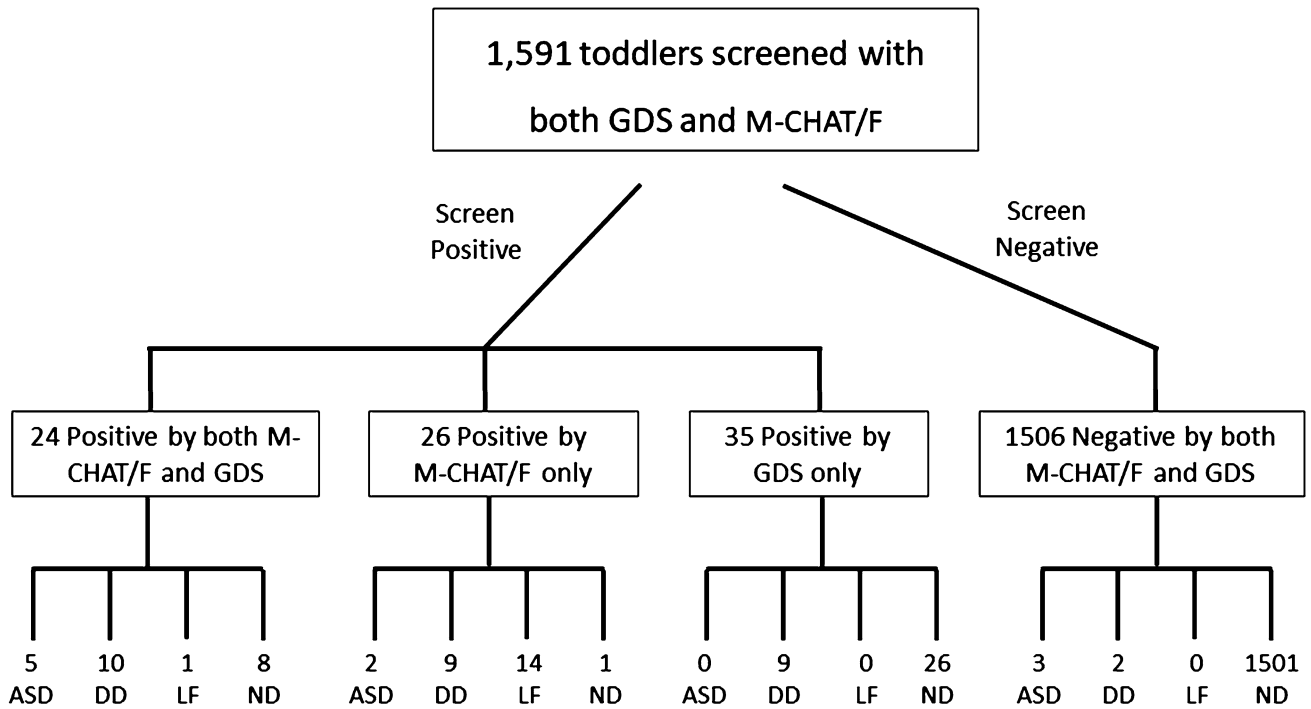 1,591 toddlers screened with
both GDS and M-CHAT/F
Screen
Positive
Screen
Negative
24 Positive by both M-
CHAT/F and GDS
26 Positive by
M-CHAT/F only
35 Positive by
GDS only
1506 Negative by both
M-CHAT/F and GDS
5 10 1 8 2 9 14 1 0 9 0 26 3 2 0 1501
ASD DD LF ND ASD DD LF ND ASD DD LF ND ASD DD LF ND